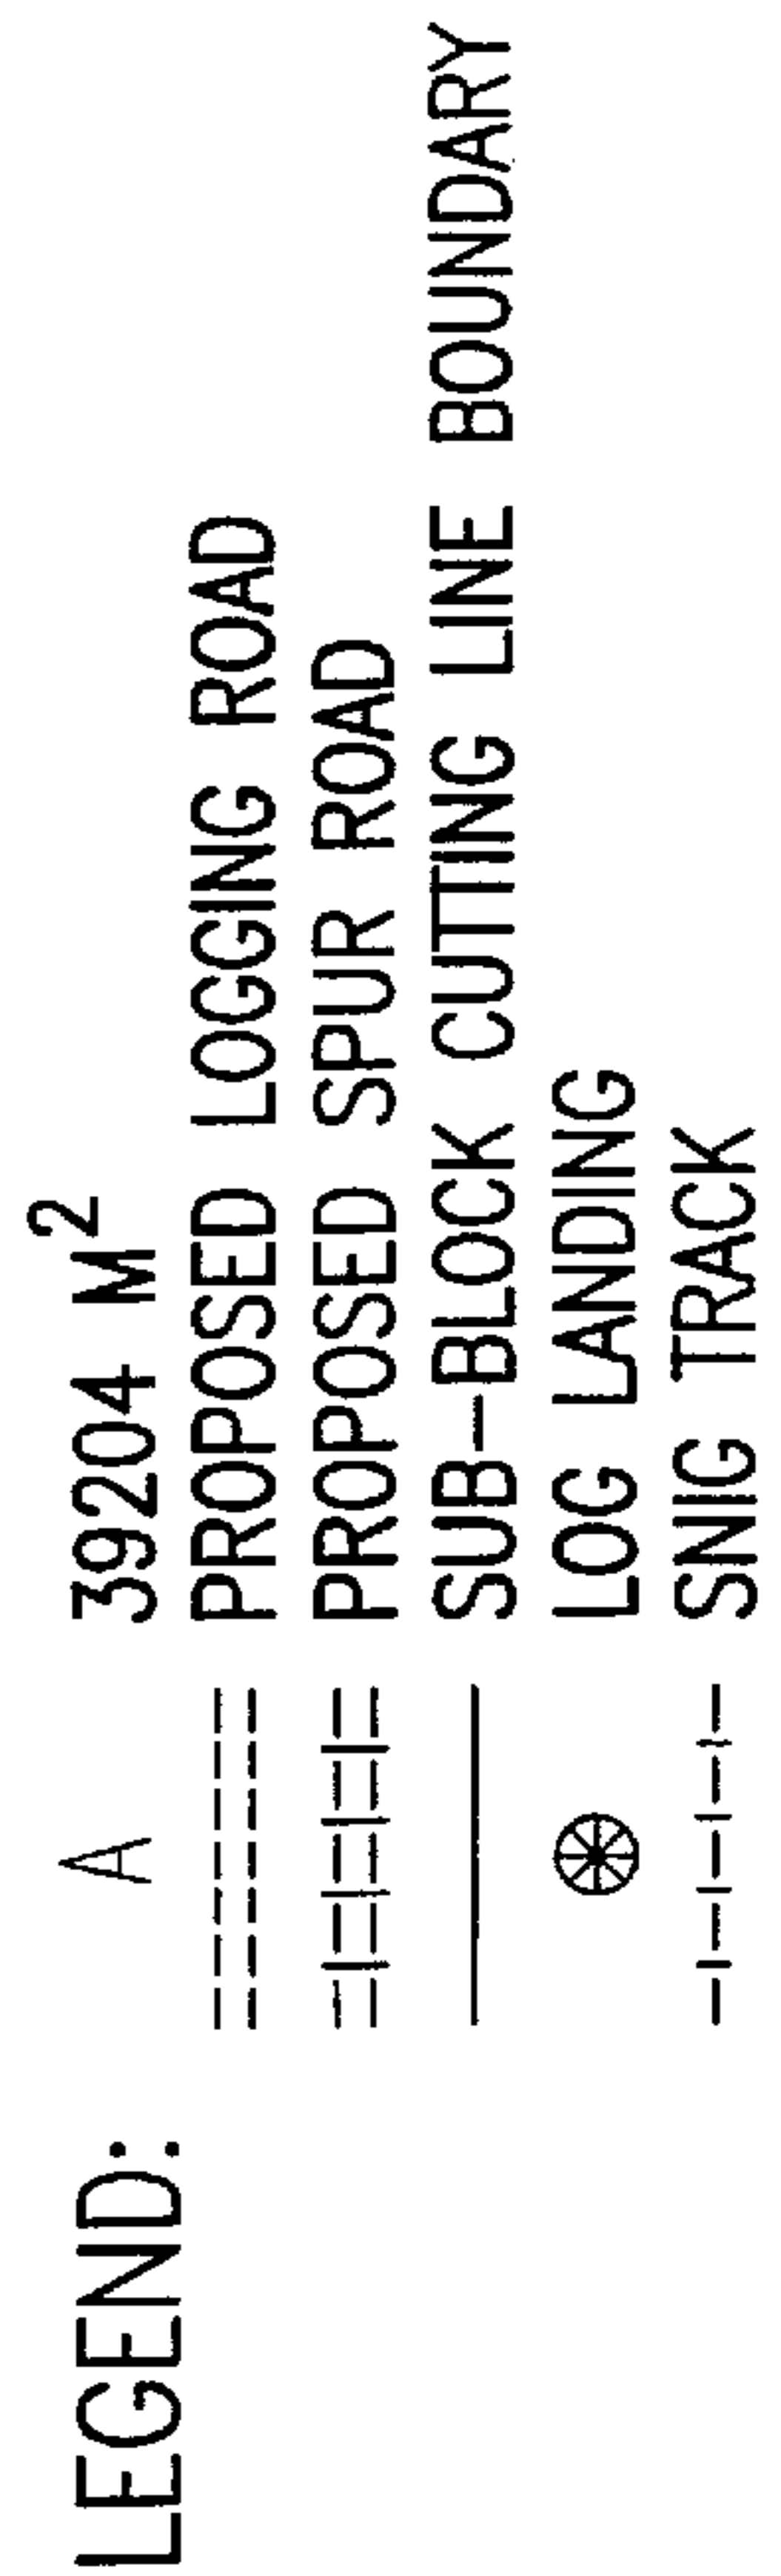 LEGEND: A 39204 M²
PROPOSED LOGGING ROAD
PROPOSED SPUR ROAD
SUB-BLOCK CUTTING LINE BOUNDARY
LOG LANDING
SNIG TRACK